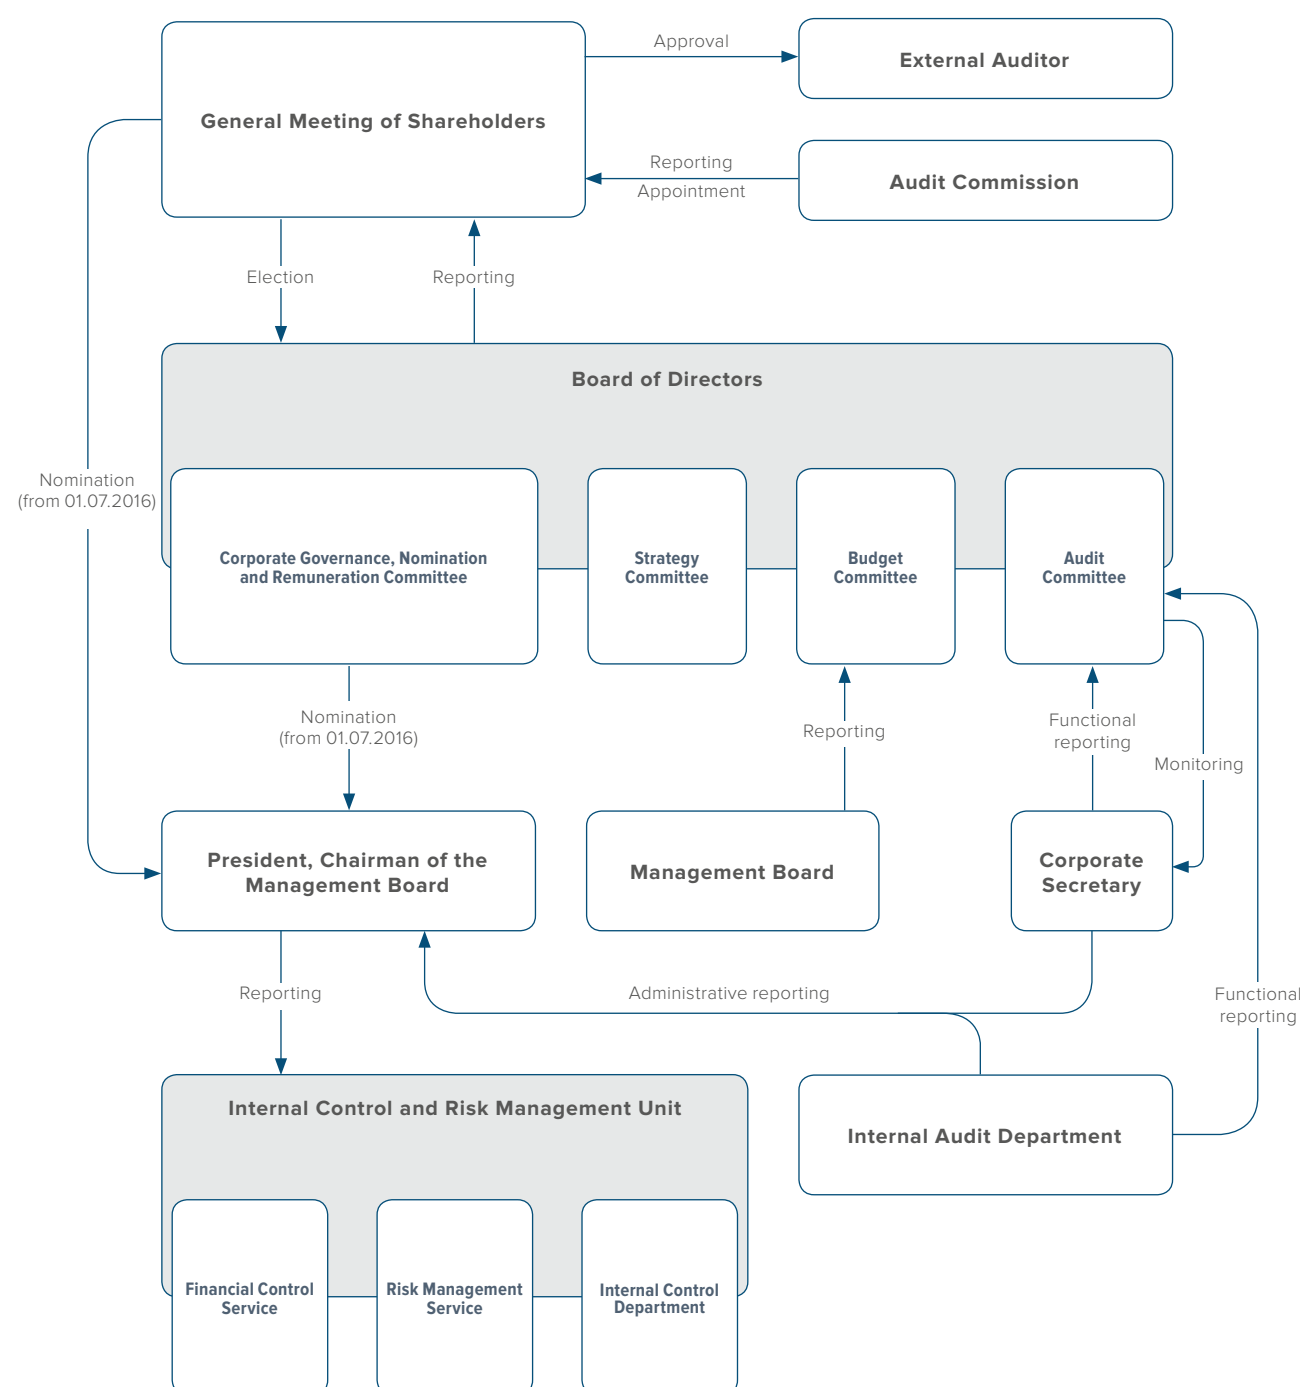 Approval
External Auditor
General Meeting of Shareholders
Reporting
Appointment
Audit Commission
Election
Reporting
Board of Directors
Nomination
(from 01.07.2016)
Corporate Governance, Nomination
and Remuneration Committee
Strategy
Committee
Budget
Committee
Audit
Committee
Nomination
(from 01.07.2016)
Reporting
Functional
reporting
Monitoring
President, Chairman of the
Management Board
Management Board
Corporate
Secretary
Reporting
Administrative reporting
Functional
reporting
Internal Control and Risk Management Unit
Internal Audit Department
Financial Control
Service
Risk Management
Service
Internal Control
Department